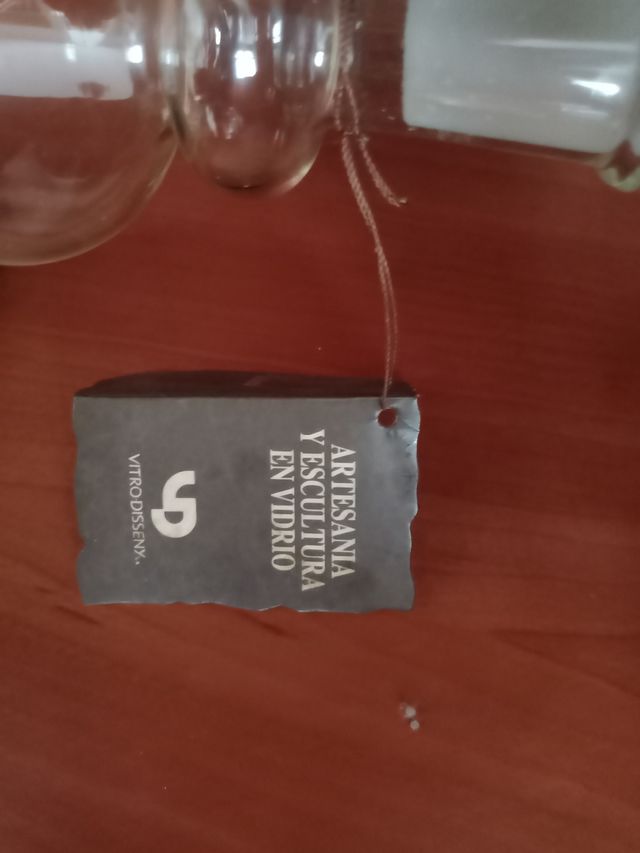 ARTESANIA
Y ESCULTURA
EN VIDRIO
VITRO-DISSENY